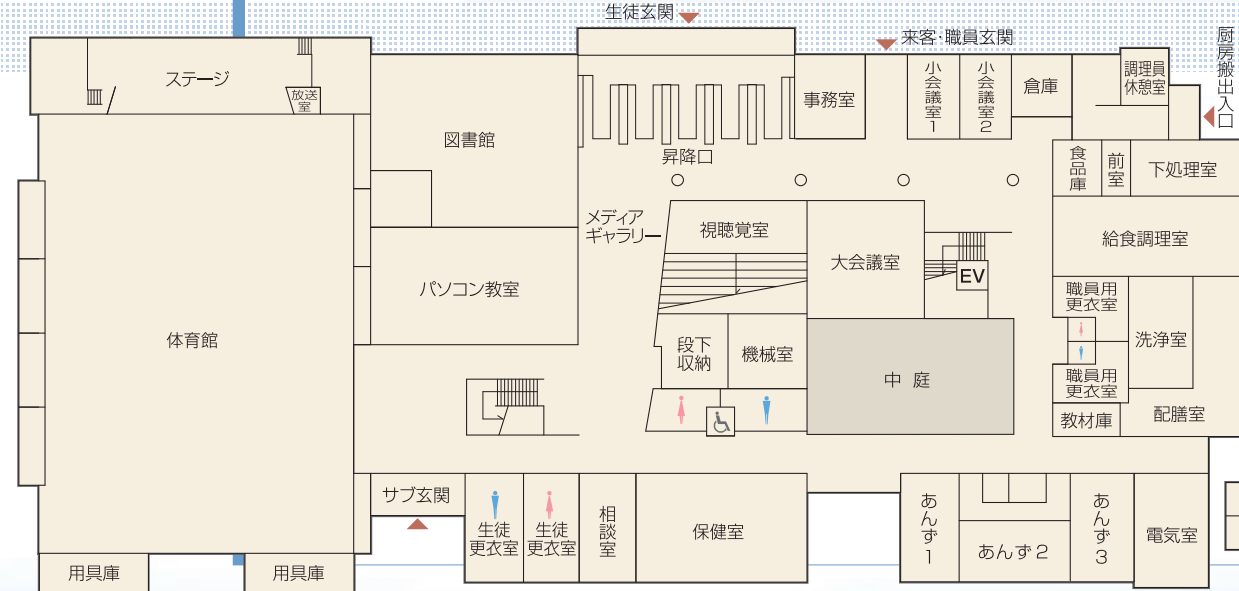 生徒玄関
来客・職員玄関
厨房搬出入口
ステージ
放送
室
図書館
事務室
小会議室1
小会議室2
倉庫
調理員
休憩室
昇降口
食品庫
前室
下処理室
メディア
ギャラリー
視聴覚室
大会議室
EV
給食調理室
パソコン教室
体育館
段下
収納
機械室
中庭
職員用
更衣室
洗浄室
職員用
更衣室
教材庫
配膳室
サブ玄関
生徒
更衣室
生徒
更衣室
相談室
保健室
あんず1
あんず2
あんず3
電気室
用具庫
用具庫